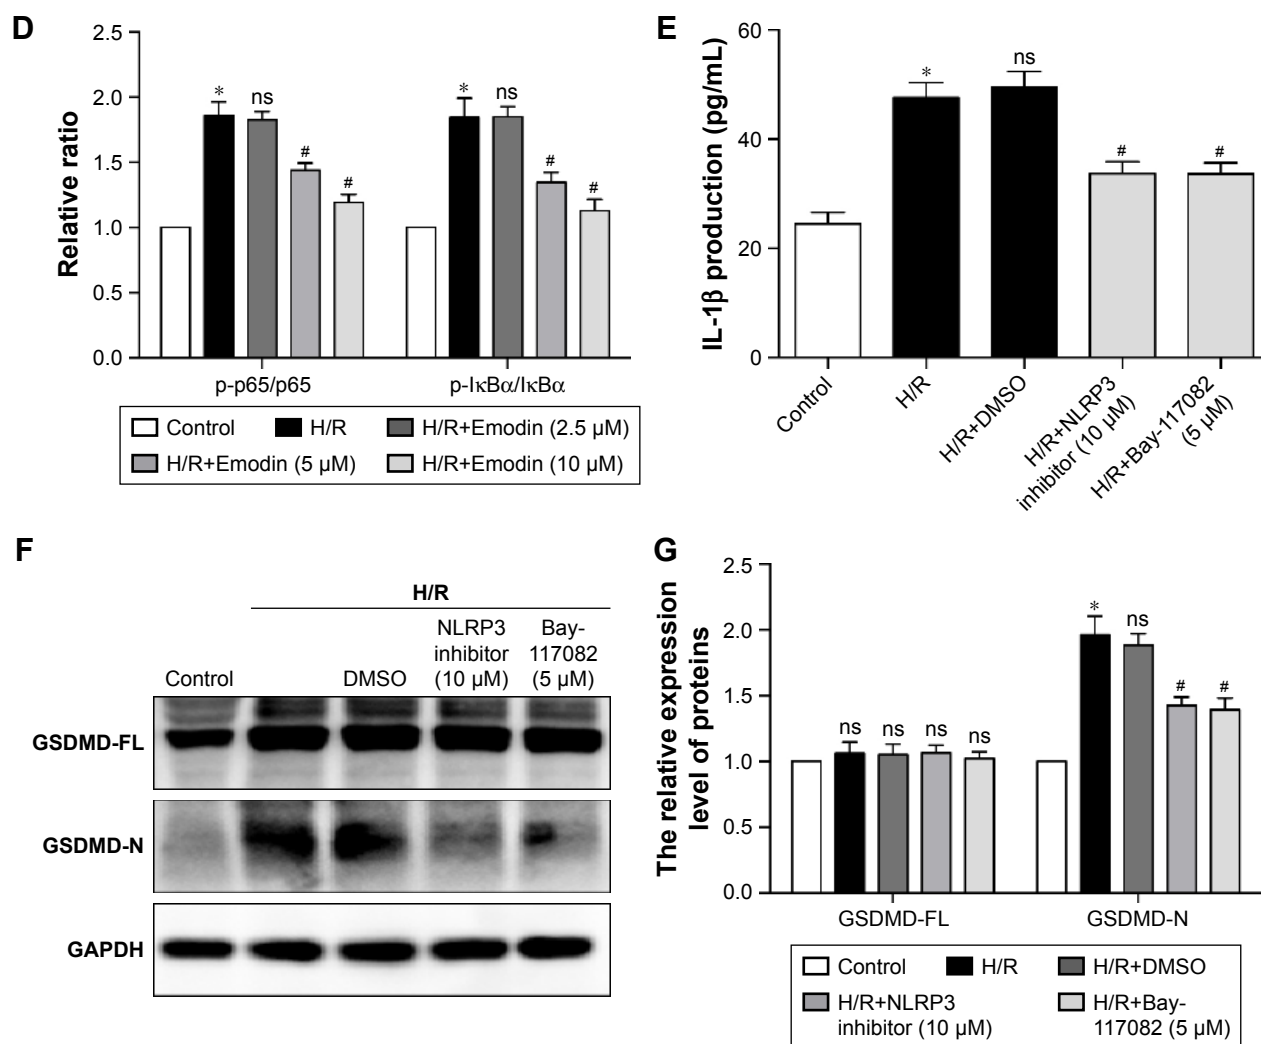 D
2.5
2.0
1.5
1.0
0.5
0.0
Relative ratio
*
ns
#
#
*
ns
#
#
p-p65/p65
p-IκBα/IκBα
Control
H/R
H/R+Emodin (2.5 µM)
H/R+Emodin (5 µM)
H/R+Emodin (10 µM)
E
60
40
20
0
IL-1β production (pg/mL)
*
ns
#
#
Control
H/R
H/R+DMSO
H/R+NLRP3
inhibitor (10 µM)
H/R+Bay-117082
(5 µM)
F
H/R
Control
DMSO
NLRP3
inhibitor
(10 µM)
Bay-
117082
(5 µM)
GSDMD-FL
GSDMD-N
GAPDH
G
2.5
2.0
1.5
1.0
0.5
0.0
The relative expression
level of proteins
ns
ns
ns
ns
*
ns
#
#
GSDMD-FL
GSDMD-N
Control
H/R
H/R+DMSO
H/R+NLRP3
inhibitor (10 µM)
H/R+Bay-
117082 (5 µM)